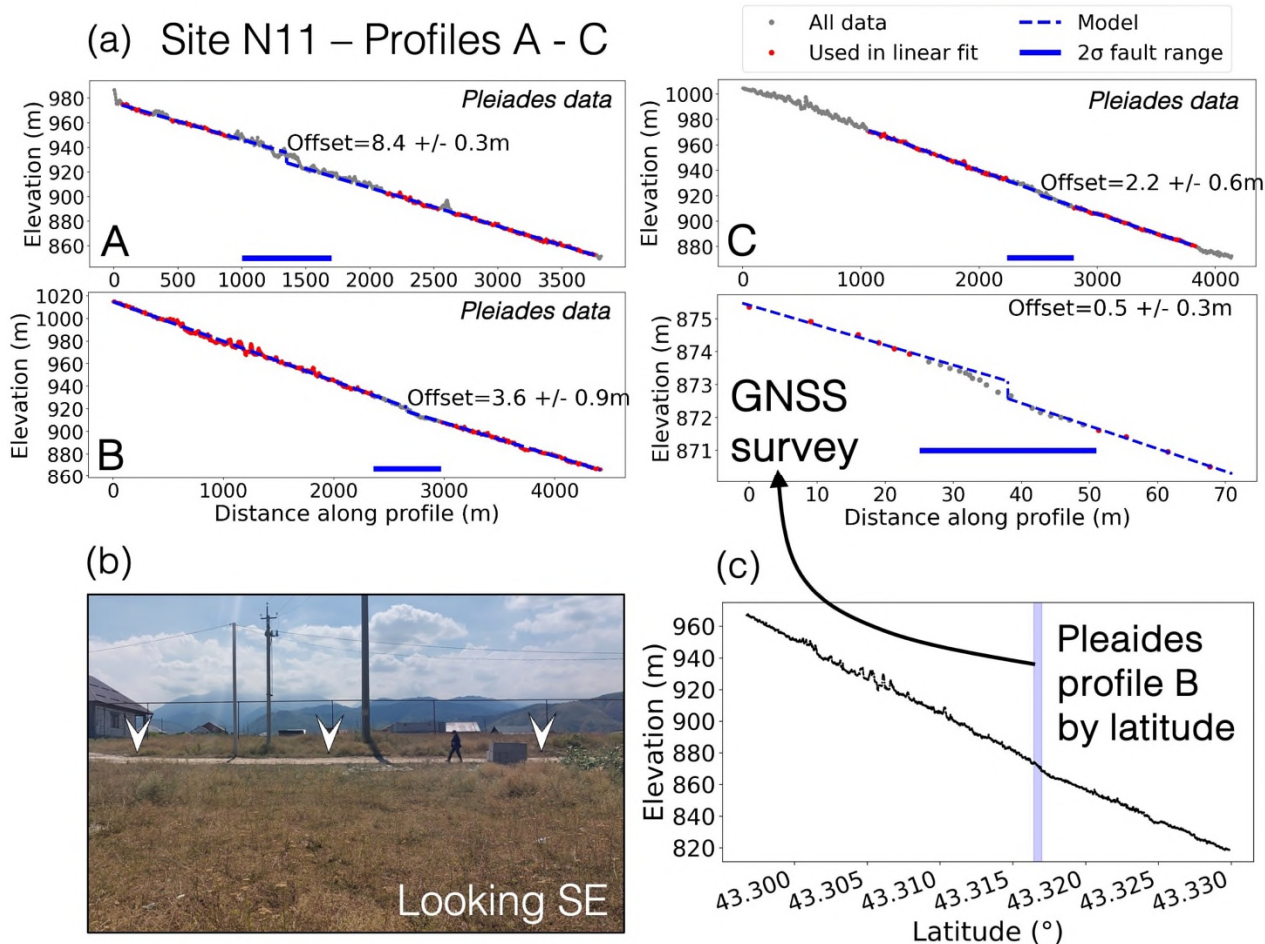 (a) Site N11 – Profiles A - C
All data
Used in linear fit
Model
2σ fault range
Pleiades data
Offset=8.4 +/- 0.3m
Elevation (m)
980
960
940
920
900
880
860
A
0 500 1000 1500 2000 2500 3000 3500
Pleiades data
Offset=3.6 +/- 0.9m
Elevation (m)
1020
1000
980
960
940
920
900
880
860
B
0 1000 2000 3000 4000
Distance along profile (m)
Pleiades data
Offset=2.2 +/- 0.6m
Elevation (m)
1000
980
960
940
920
900
880
C
0 1000 2000 3000 4000
Offset=0.5 +/- 0.3m
Elevation (m)
875
874
873
872
871
GNSS
survey
0 10 20 30 40 50 60 70
Distance along profile (m)
(b)
Looking SE
(c)
Pleaides
profile B
by latitude
Elevation (m)
960
940
920
900
880
860
840
820
43.300 43.305 43.310 43.315 43.320 43.325 43.330
Latitude (°)